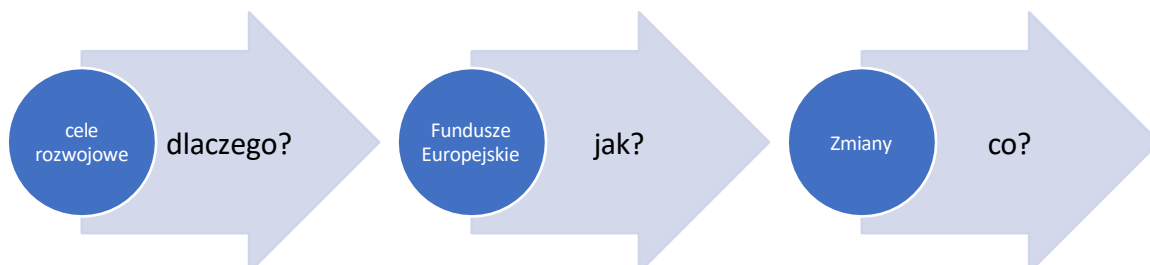 cele
rozwojowe
dlaczego?
Fundusze
Europejskie
jak?
Zmiany
co?